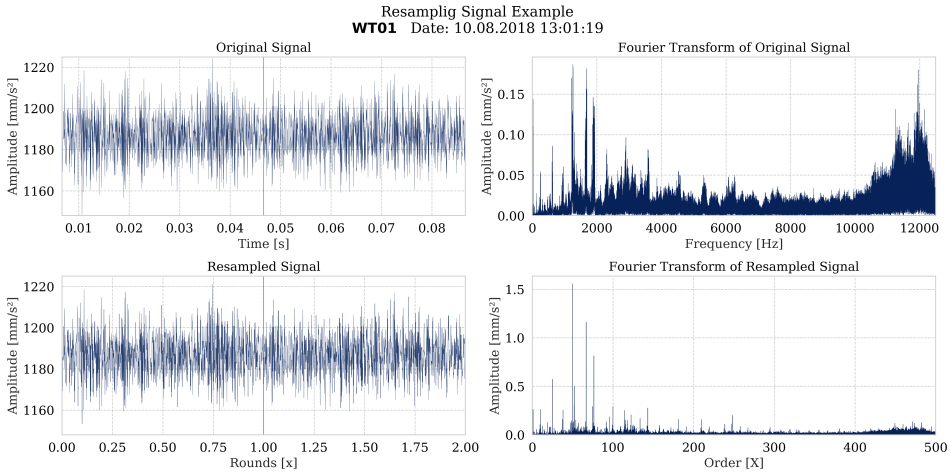 Resamplig Signal Example
WT01 Date: 10.08.2018 13:01:19
Original Signal
Amplitude [mm/s²]
1220
1200
1180
1160
0.01 0.02 0.03 0.04 0.05 0.06 0.07 0.08
Time [s]
Fourier Transform of Original Signal
Amplitude [mm/s²]
0.15
0.10
0.05
0.00
0 2000 4000 6000 8000 10000 12000
Frequency [Hz]
Resampled Signal
Amplitude [mm/s²]
1220
1200
1180
1160
0.00 0.25 0.50 0.75 1.00 1.25 1.50 1.75 2.00
Rounds [x]
Fourier Transform of Resampled Signal
Amplitude [mm/s²]
1.5
1.0
0.5
0.0
0 100 200 300 400 500
Order [X]